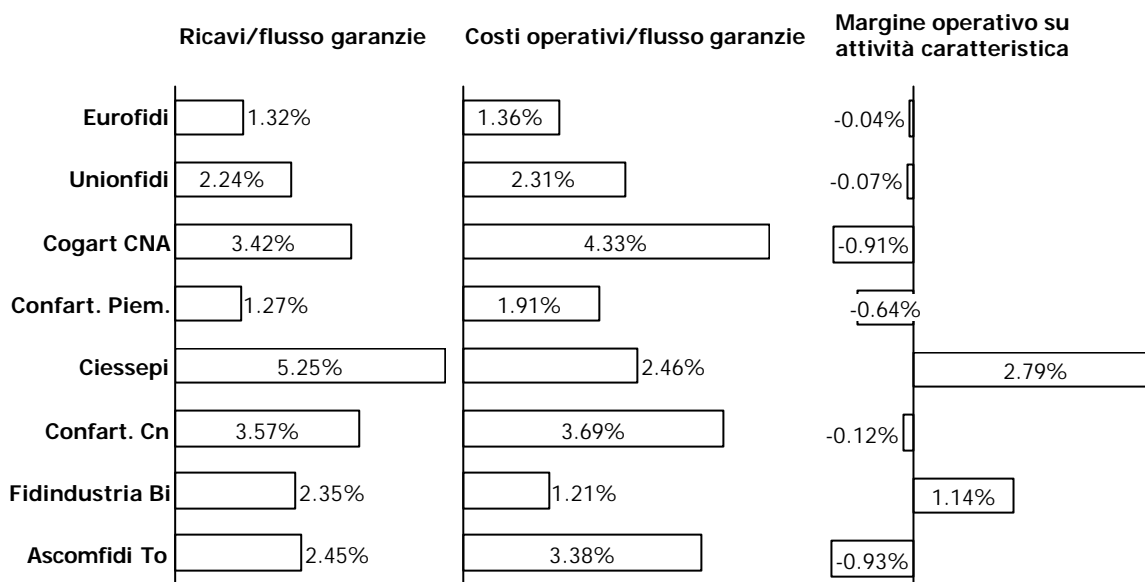 Ricavi/flusso garanzie Costi operativi/flusso garanzie Margine operativo su
attività caratteristica
Eurofidi 1.32% 1.36% -0.04%
Unionfidi 2.24% 2.31% -0.07%
Cogart CNA 3.42% 4.33% -0.91%
Confart. Piem. 1.27% 1.91% -0.64%
Ciessepi 5.25% 2.46% 2.79%
Confart. Cn 3.57% 3.69% -0.12%
Fidindustria Bi 2.35% 1.21% 1.14%
Ascomfidi To 2.45% 3.38% -0.93%